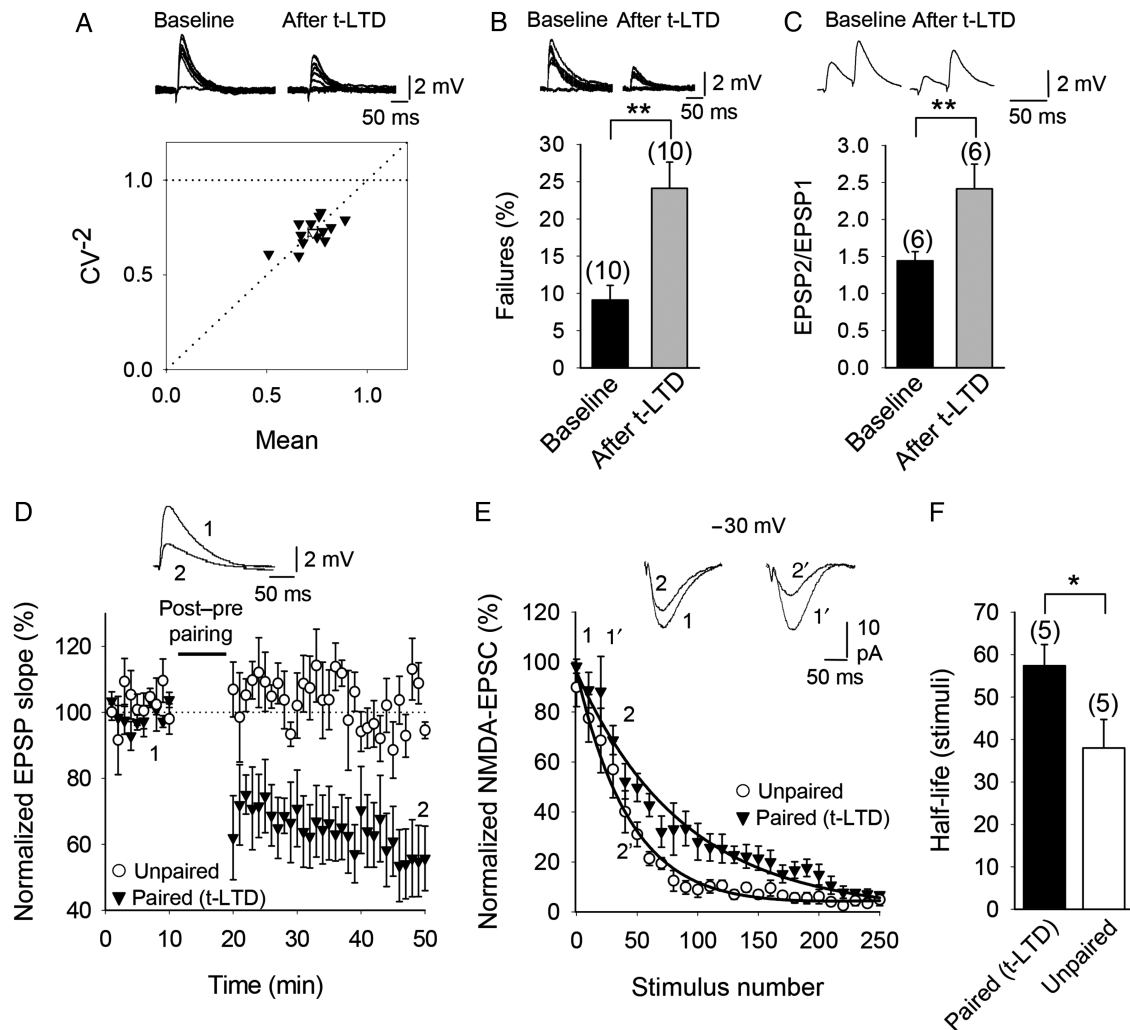 A
Baseline
After t-LTD
2 mV
50 ms
CV-2
1.0
0.5
0.0
0.0
0.5
1.0
Mean
B
Baseline After t-LTD
2 mV
50 ms
**
Failures (%)
30
25
20
15
10
5
0
(10)
(10)
Baseline
After t-LTD
C
Baseline After t-LTD
2 mV
50 ms
**
EPSP2/EPSP1
3.0
2.5
2.0
1.5
1.0
0.5
0.0
(6)
(6)
Baseline
After t-LTD
D
1
2
2 mV
50 ms
Post–pre
pairing
Normalized EPSP slope (%)
120
100
80
60
40
1
2
Unpaired
Paired (t-LTD)
0
10
20
30
40
50
Time (min)
E
–30 mV
2
1
2′
1′
10
pA
50 ms
Normalized NMDA-EPSC (%)
120
100
80
60
40
20
0
1
1′
2
2′
Unpaired
Paired (t-LTD)
0
50
100
150
200
250
Stimulus number
F
*
Half-life (stimuli)
70
60
50
40
30
20
10
0
(5)
(5)
Paired (t-LTD)
Unpaired